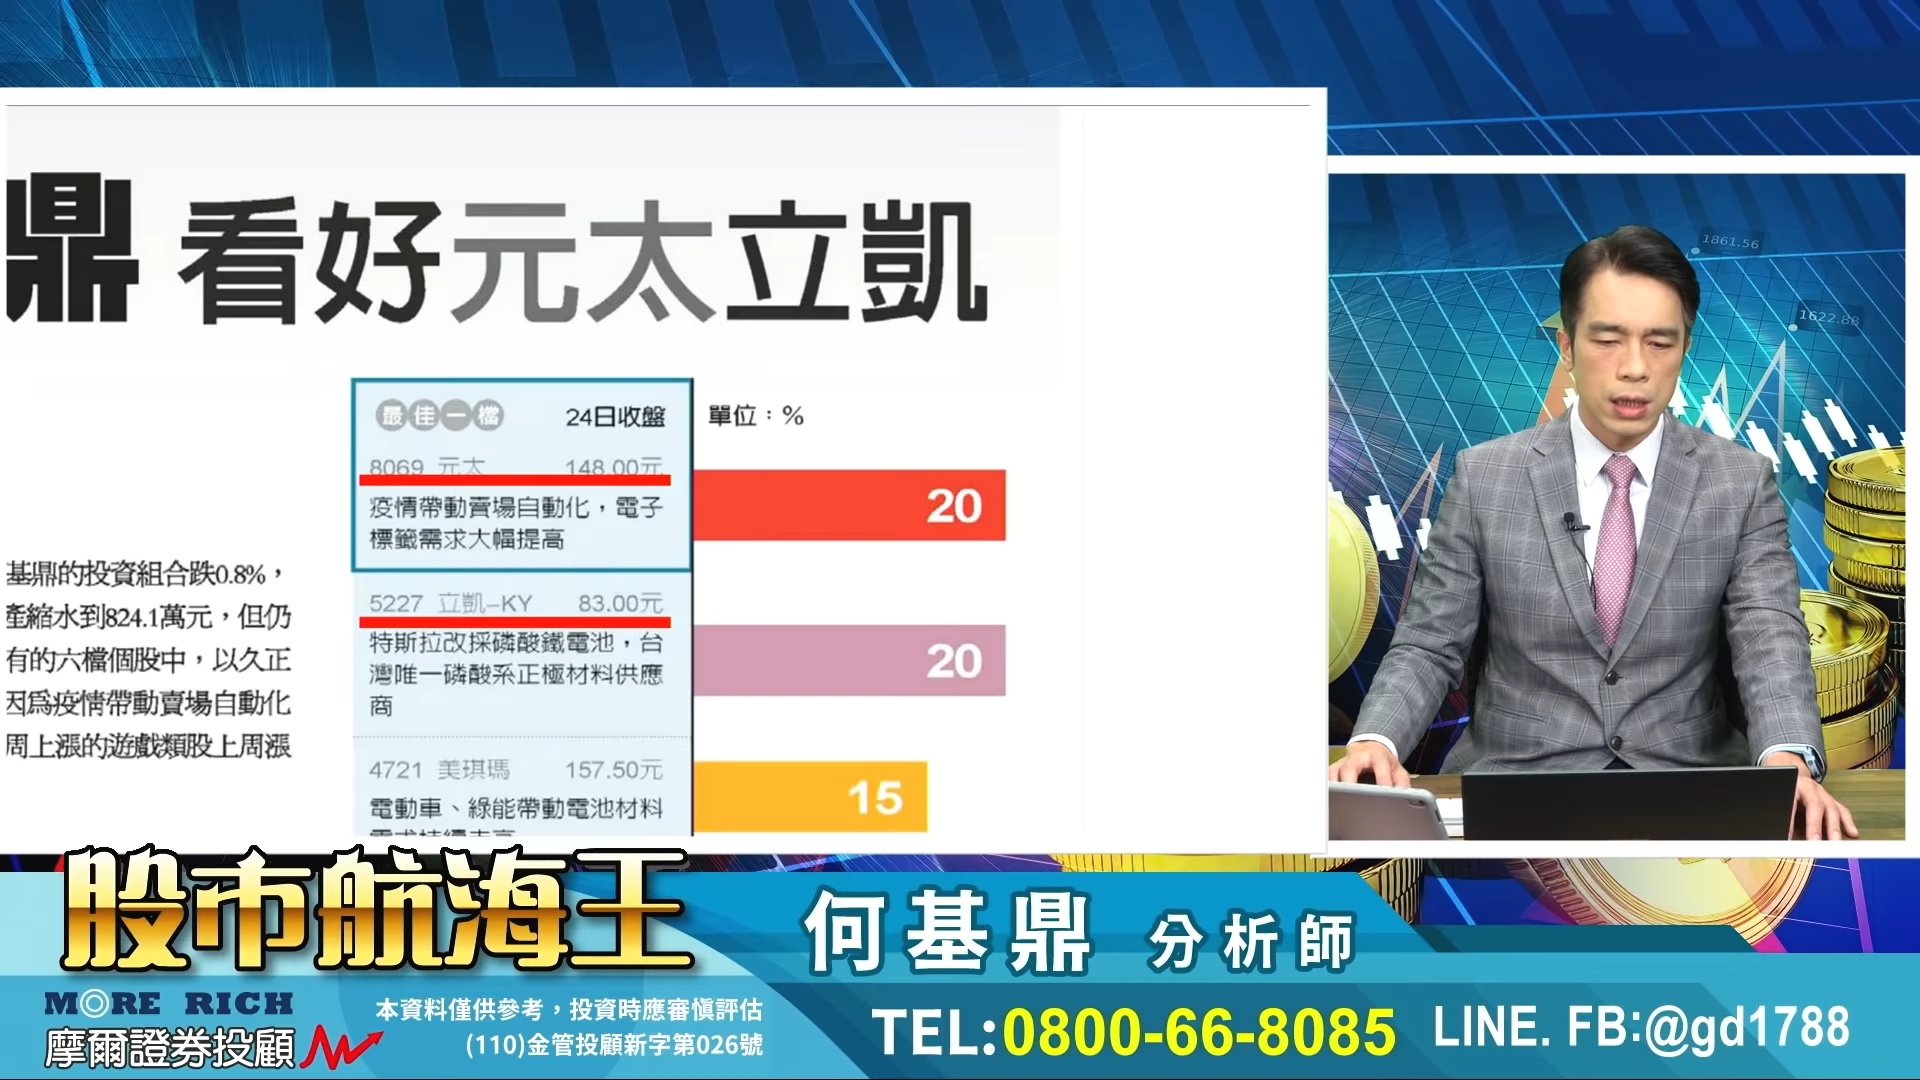 鼎 看好元太立凱
最佳一檔 24日收盤 單位：%
8069 元太 148.00元
疫情帶動賣場自動化，電子
標籤需求大幅提高
20
5227 立凱-KY 83.00元
特斯拉改採磷酸鐵電池，台
灣唯一磷酸系正極材料供應
商
20
4721 美琪瑪 157.50元
電動車、綠能帶動電池材料
15
基鼎的投資組合跌0.8%，
產縮水到824.1萬元，但仍
有的六檔個股中，以久正
因為疫情帶動賣場自動化
周上漲的遊戲類股上周漲
1861.56
1622.88
股市航海王
MORE RICH
摩爾證券投顧
本資料僅供參考，投資時應審慎評估
(110)金管投顧新字第026號
何基鼎 分析師
TEL:0800-66-8085
LINE. FB:@gd1788